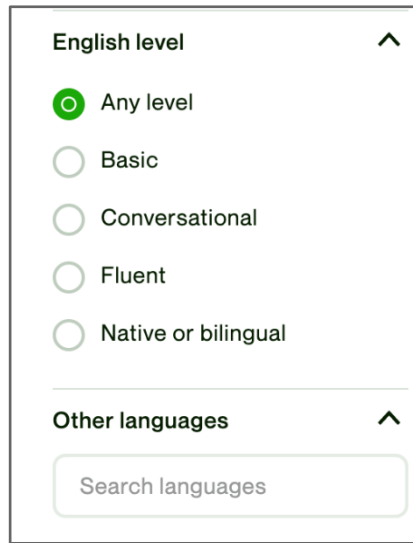 English level
Any level
Basic
Conversational
Fluent
Native or bilingual
Other languages
Search languages